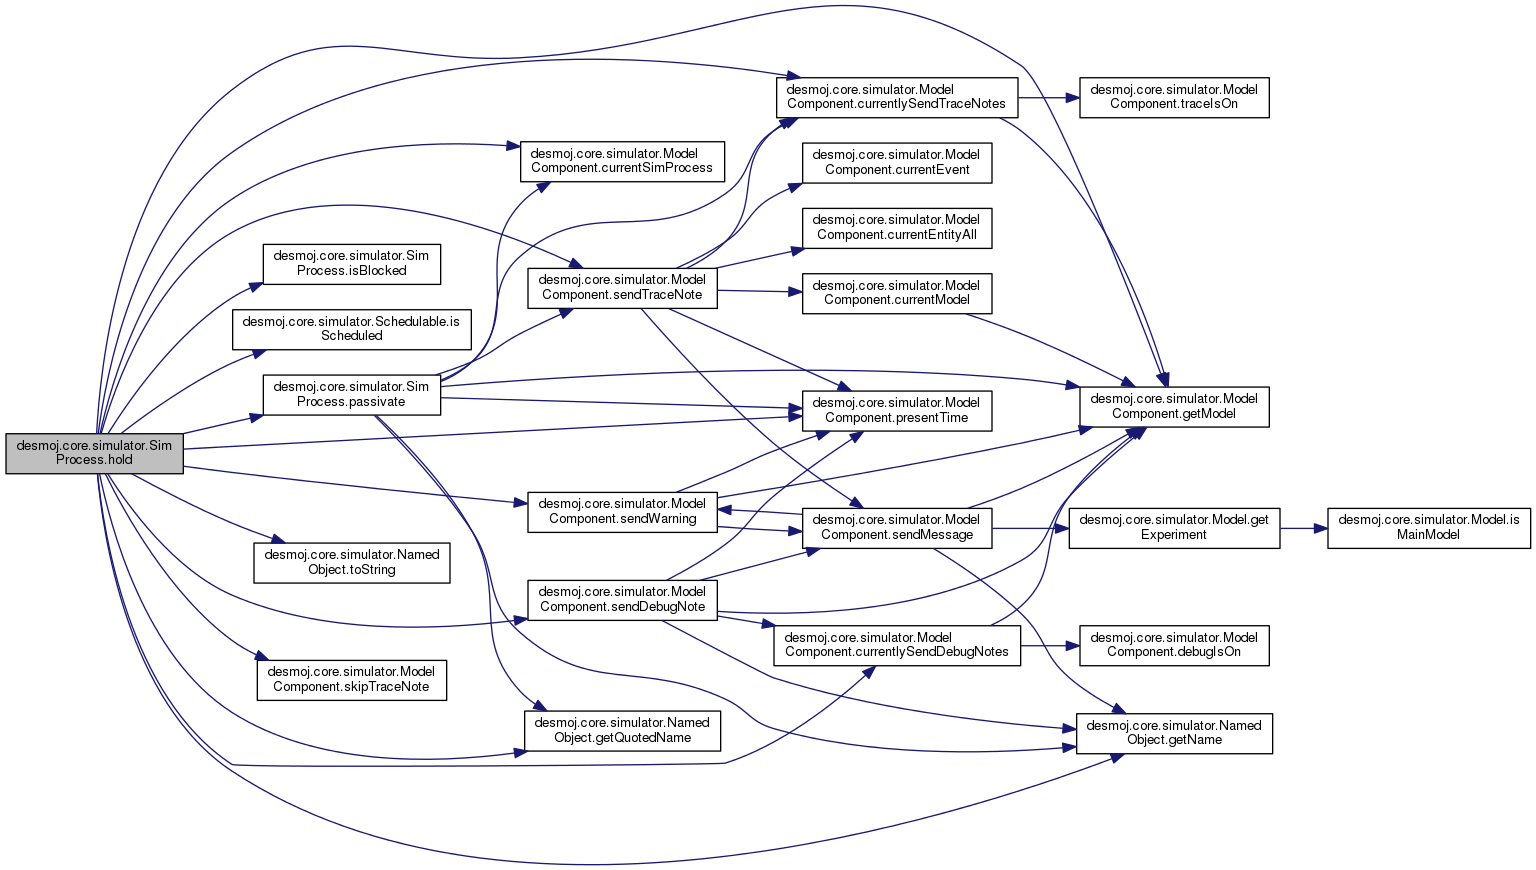 desmoj.core.simulator.Sim
Process.hold
desmoj.core.simulator.Sim
Process.isBlocked
desmoj.core.simulator.Schedulable.is
Scheduled
desmoj.core.simulator.Sim
Process.passivate
desmoj.core.simulator.Named
Object.toString
desmoj.core.simulator.Model
Component.skipTraceNote
desmoj.core.simulator.Model
Component.currentSimProcess
desmoj.core.simulator.Model
Component.sendTraceNote
desmoj.core.simulator.Model
Component.sendWarning
desmoj.core.simulator.Model
Component.sendDebugNote
desmoj.core.simulator.Named
Object.getQuotedName
desmoj.core.simulator.Model
Component.currentlySendTraceNotes
desmoj.core.simulator.Model
Component.currentEvent
desmoj.core.simulator.Model
Component.currentEntityAll
desmoj.core.simulator.Model
Component.currentModel
desmoj.core.simulator.Model
Component.presentTime
desmoj.core.simulator.Model
Component.sendMessage
desmoj.core.simulator.Model
Component.currentlySendDebugNotes
desmoj.core.simulator.Model
Component.traceIsOn
desmoj.core.simulator.Model
Component.getModel
desmoj.core.simulator.Model.get
Experiment
desmoj.core.simulator.Model
Component.debugIsOn
desmoj.core.simulator.Named
Object.getName
desmoj.core.simulator.Model.is
MainModel